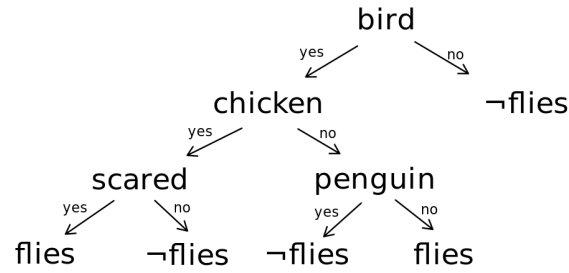 bird
yes no
chicken ¬flies
yes no
scared penguin
yes no yes no
flies ¬flies ¬flies flies